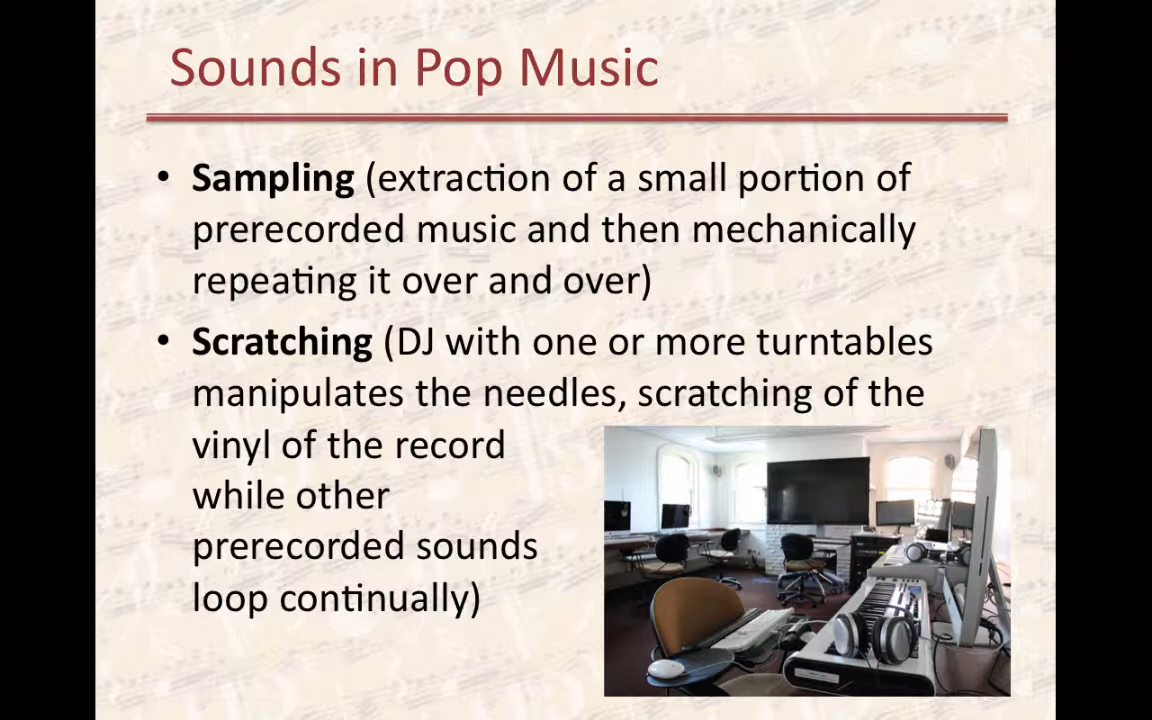 Sounds in Pop Music
• Sampling (extraction of a small portion of
prerecorded music and then mechanically
repeating it over and over)
• Scratching (DJ with one or more turntables
manipulates the needles, scratching of the
vinyl of the record
while other
prerecorded sounds
loop continually)